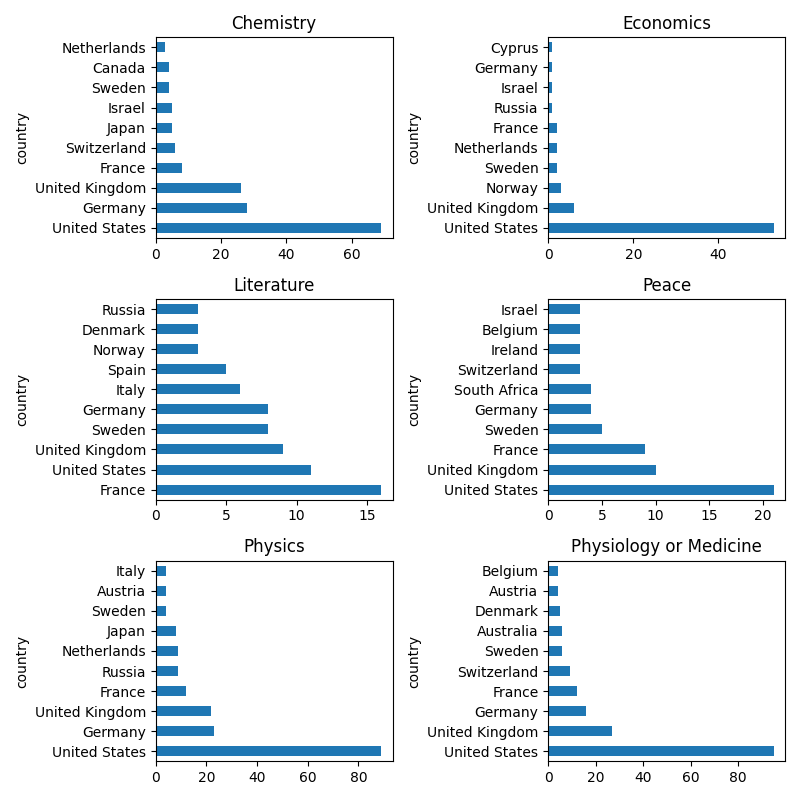 Chemistry
country
Netherlands
Canada
Sweden
Israel
Japan
Switzerland
France
United Kingdom
Germany
United States
0 20 40 60
Economics
country
Cyprus
Germany
Israel
Russia
France
Netherlands
Sweden
Norway
United Kingdom
United States
0 20 40
Literature
country
Russia
Denmark
Norway
Spain
Italy
Germany
Sweden
United Kingdom
United States
France
0 5 10 15
Peace
country
Israel
Belgium
Ireland
Switzerland
South Africa
Germany
Sweden
France
United Kingdom
United States
0 5 10 15 20
Physics
country
Italy
Austria
Sweden
Japan
Netherlands
Russia
France
United Kingdom
Germany
United States
0 20 40 60 80
Physiology or Medicine
country
Belgium
Austria
Denmark
Australia
Sweden
Switzerland
France
Germany
United Kingdom
United States
0 20 40 60 80